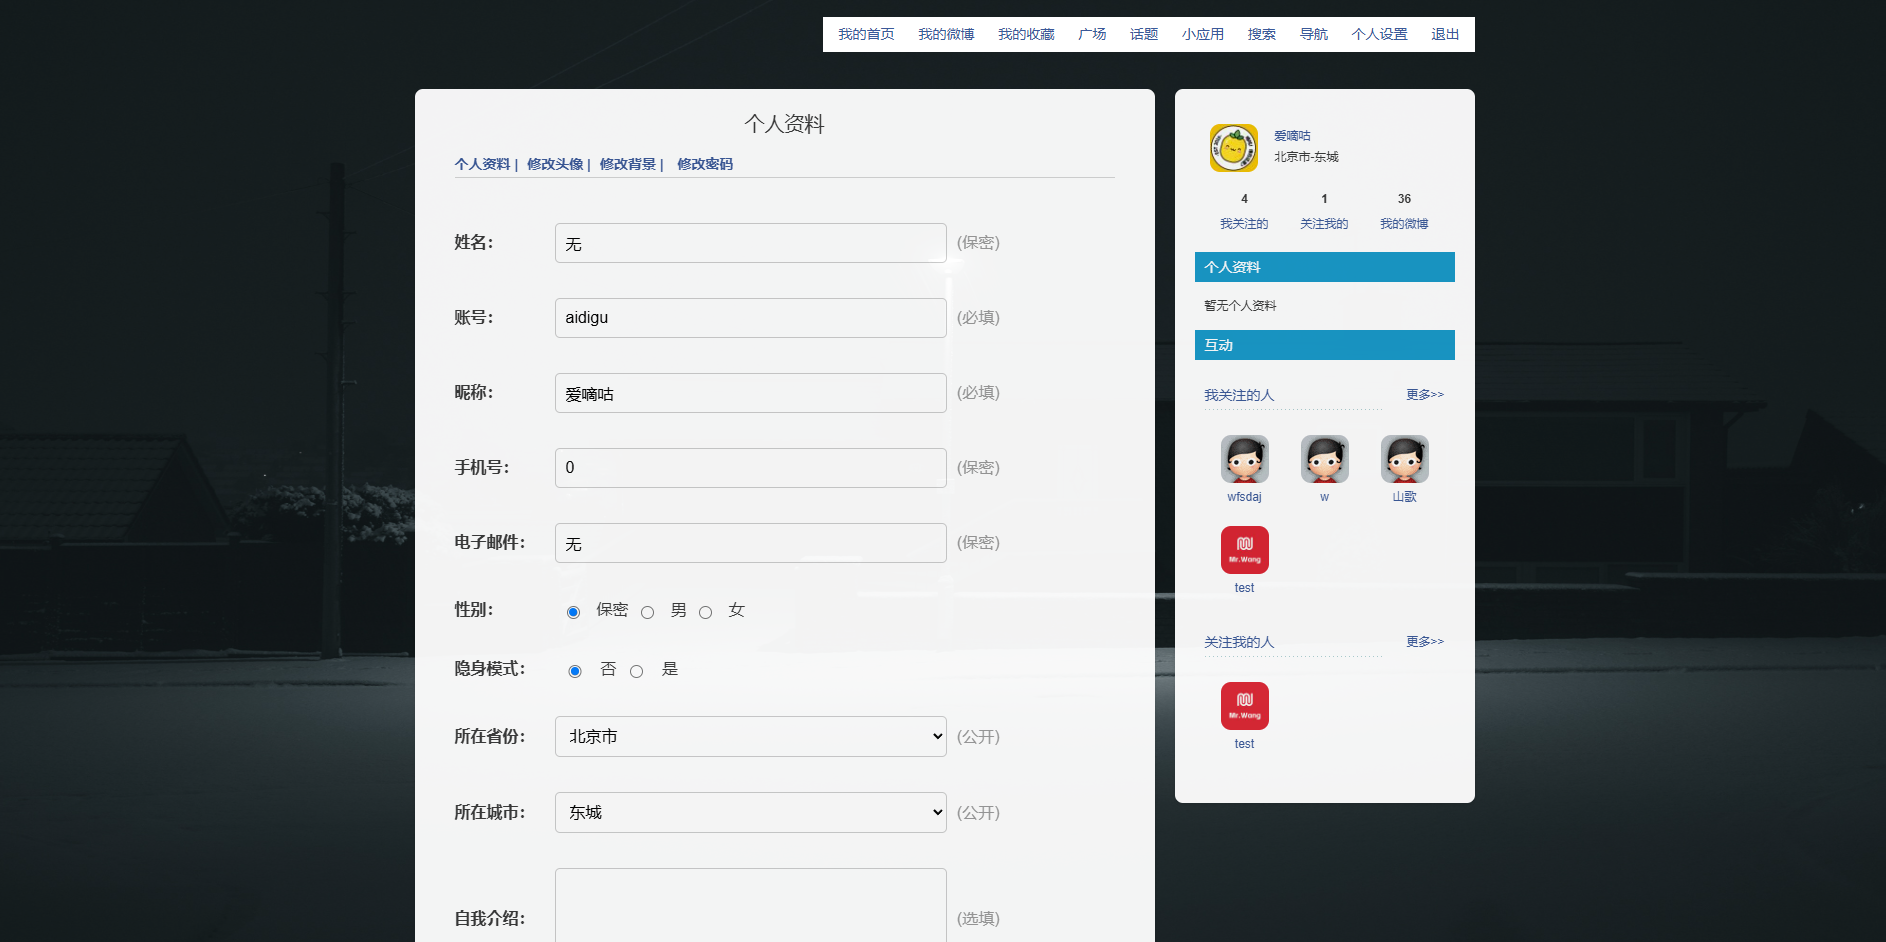 我的首页 我的微博 我的收藏 广场 话题 小应用 搜索 导航 个人设置 退出
个人资料
个人资料 | 修改头像 | 修改背景 | 修改密码
姓名: 无 (保密)
账号: aidigu (必填)
昵称: 爱嘀咕 (必填)
手机号: 0 (保密)
电子邮件: 无 (保密)
性别: 保密 男 女
隐身模式: 否 是
所在省份: 北京市 (公开)
所在城市: 东城 (公开)
自我介绍: (选填)
爱嘀咕
北京市-东城
4 1 36
我关注的 关注我的 我的微博
个人资料
暂无个人资料
互动
我关注的人 更多>>
wfsdaj w 山歌
Mr.Wang
test
关注我的人 更多>>
Mr.Wang
test